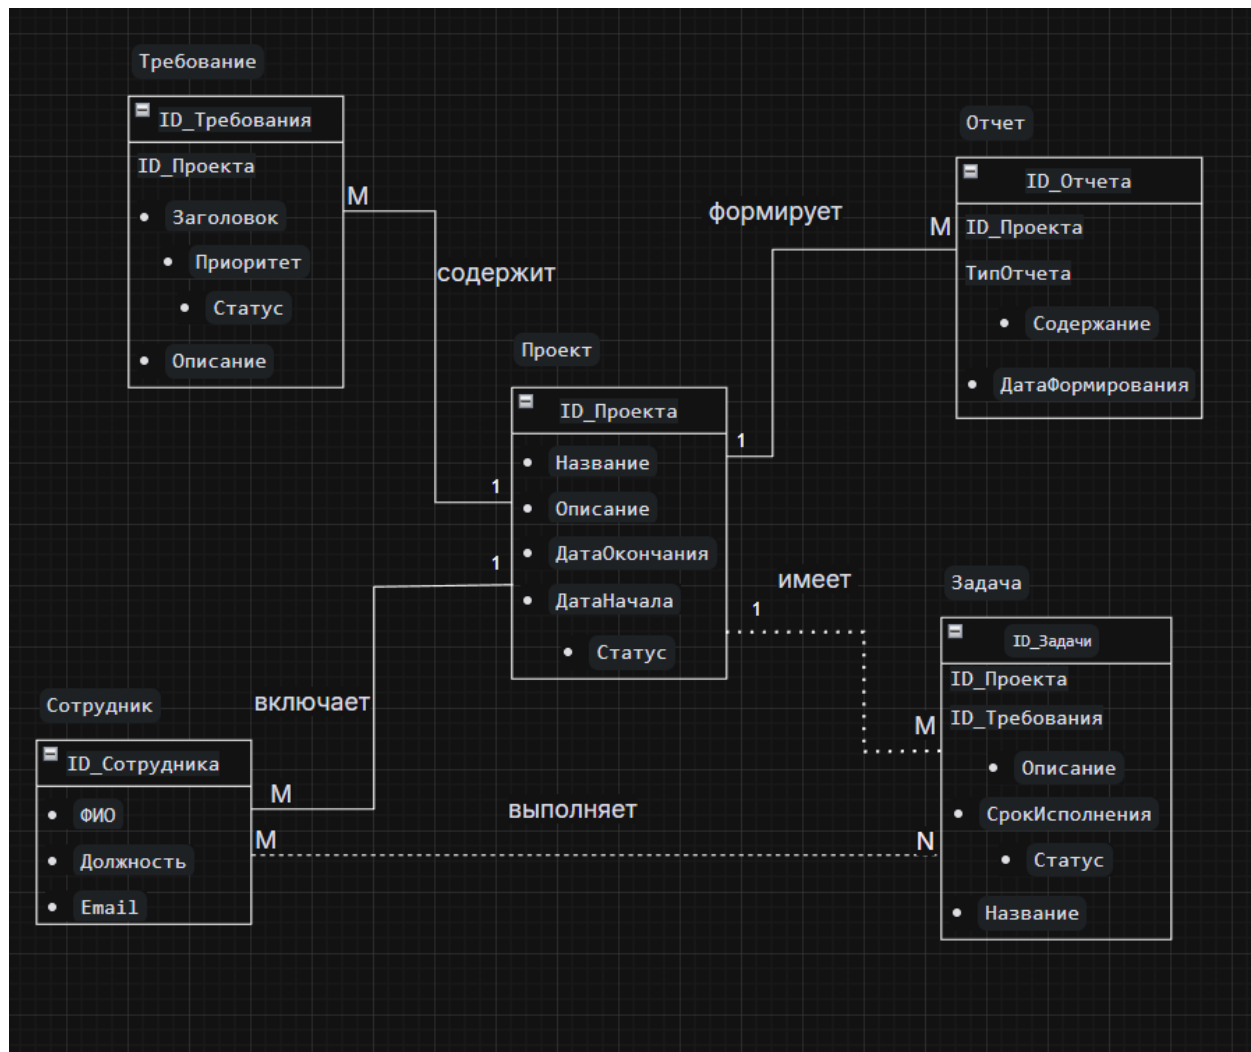 Требование
ID_Требования
ID_Проекта
Заголовок
Приоритет
Статус
Описание
M
содержит
1
формирует
M
1
Отчет
ID_Отчета
ID_Проекта
ТипОтчета
Содержание
ДатаФормирования
Проект
ID_Проекта
Название
Описание
ДатаОкончания
ДатаНачала
Статус
1
включает
M
имеет
1
M
Задача
ID_Задачи
ID_Проекта
ID_Требования
Описание
СрокИсполнения
Статус
Название
Сотрудник
ID_Сотрудника
ФИО
Должность
Email
M
выполняет
N